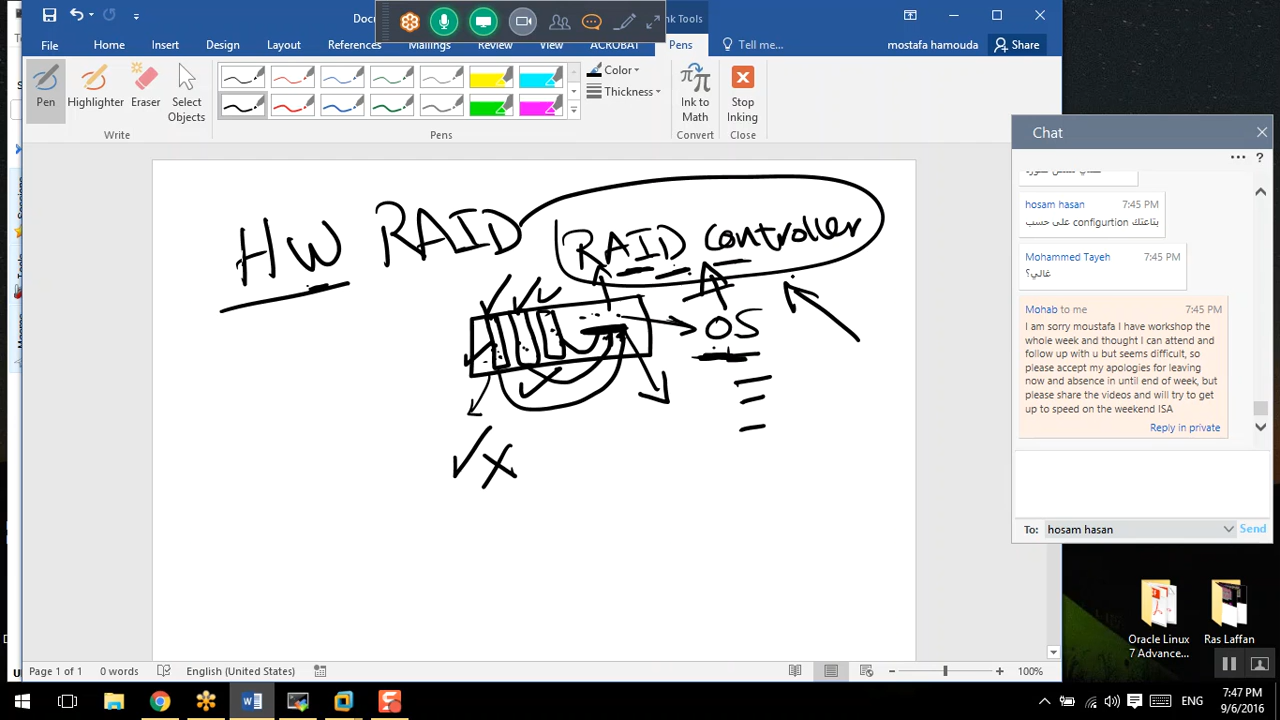 Doc
nk Tools
File
Home
Insert
Design
Layout
References
Mailings
Review
View
ACROBAT
Pens
Tell me...
mostafa hamouda
Share
Pen
Highlighter
Eraser
Select
Objects
Color
Thickness
Ink to
Math
Stop
Inking
Write
Pens
Convert
Close
HW RAID
RAID controller
OS
Chat
hosam hasan 7:45 PM
بتاعتك configurtion على حسب
Mohammed Tayeh 7:45 PM
غالي؟
Mohab to me 7:45 PM
I am sorry moustafa I have workshop the
whole week and thought I can attend and
follow up with u but seems difficult, so
please accept my apologies for leaving
now and absence in until end of week, but
please share the videos and will try to get
up to speed on the weekend ISA
Reply in private
To: hosam hasan Send
Oracle Linux
7 Advance...
Ras Laffan
Page 1 of 1 0 words English (United States) 100%
ENG
7:47 PM
9/6/2016